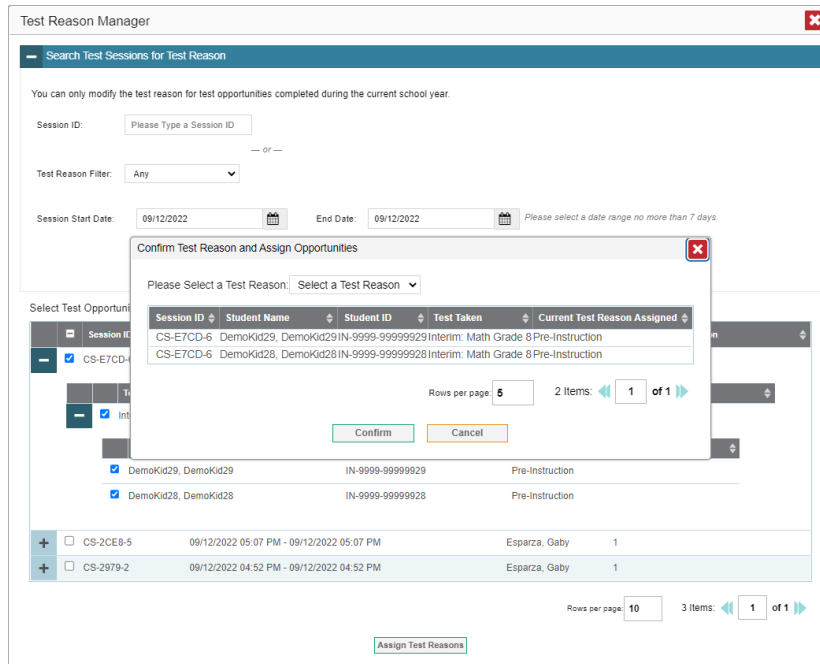 Test Reason Manager
Search Test Sessions for Test Reason
You can only modify the test reason for test opportunities completed during the current school year.
Session ID: Please Type a Session ID
— or —
Test Reason Filter: Any
Session Start Date: 09/12/2022 End Date: 09/12/2022 Please select a date range no more than 7 days.
Confirm Test Reason and Assign Opportunities
Please Select a Test Reason: Select a Test Reason
Session ID Student Name Student ID Test Taken Current Test Reason Assigned
CS-E7CD-6 DemoKid29, DemoKid29 IN-9999-99999929 Interim: Math Grade 8 Pre-Instruction
CS-E7CD-6 DemoKid28, DemoKid28 IN-9999-99999928 Interim: Math Grade 8 Pre-Instruction
Rows per page: 5 2 Items: 1 of 1
Confirm Cancel
Select Test Opportuni
Session ID
CS-E7CD-
Int
DemoKid29, DemoKid29 IN-9999-99999929 Pre-Instruction
DemoKid28, DemoKid28 IN-9999-99999928 Pre-Instruction
CS-2CE8-5 09/12/2022 05:07 PM - 09/12/2022 05:07 PM Esparza, Gaby 1
CS-2979-2 09/12/2022 04:52 PM - 09/12/2022 04:52 PM Esparza, Gaby 1
Rows per page: 10 3 Items: 1 of 1
Assign Test Reasons